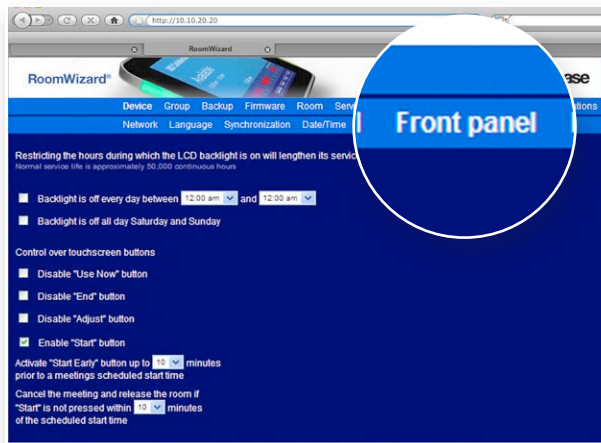 http://10.10.20.20
RoomWizard
RoomWizard®
ase
Device Group Backup Firmware Room
Network Language Synchronization Date/Time
Front panel
Restricting the hours during which the LCD backlight is on will lengthen its
Normal service life is approximately 50,000 continuous hours
Backlight is off every day between 12:00 am and 12:00 am
Backlight is off all day Saturday and Sunday
Control over touchscreen buttons
Disable "Use Now" button
Disable "End" button
Disable "Adjust" button
Enable "Start" button
Activate "Start Early" button up to 10 minutes
prior to a meetings scheduled start time
Cancel the meeting and release the room if
"Start" is not pressed within 10 minutes
of the scheduled start time